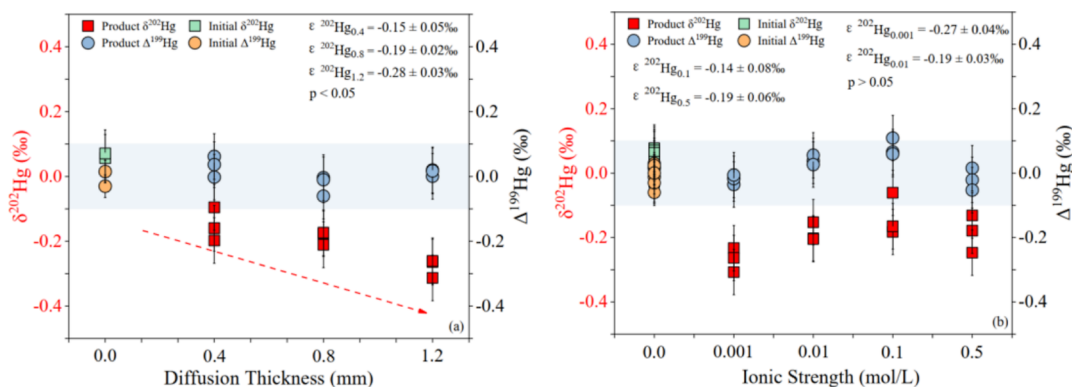 Product δ²⁰²Hg Initial δ²⁰²Hg
Product Δ¹⁹⁹Hg Initial Δ¹⁹⁹Hg
ε ²⁰²Hg₀.₄ = -0.15 ± 0.05‰
ε ²⁰²Hg₀.₈ = -0.19 ± 0.02‰
ε ²⁰²Hg₁.₂ = -0.28 ± 0.03‰
p < 0.05
0.4
0.2
0.0
-0.2
-0.4
δ²⁰²Hg (‰)
0.4
0.2
0.0
-0.2
-0.4
Δ¹⁹⁹Hg (‰)
(a)
0.0 0.4 0.8 1.2
Diffusion Thickness (mm)
Product δ²⁰²Hg Initial δ²⁰²Hg
Product Δ¹⁹⁹Hg Initial Δ¹⁹⁹Hg
ε ²⁰²Hg₀.₀₀₁ = -0.27 ± 0.04‰
ε ²⁰²Hg₀.₀₁ = -0.19 ± 0.03‰
ε ²⁰²Hg₀.₁ = -0.14 ± 0.08‰
ε ²⁰²Hg₀.₅ = -0.19 ± 0.06‰
p > 0.05
0.4
0.2
0.0
-0.2
-0.4
δ²⁰²Hg (‰)
0.4
0.2
0.0
-0.2
-0.4
Δ¹⁹⁹Hg (‰)
(b)
0.0 0.001 0.01 0.1 0.5
Ionic Strength (mol/L)